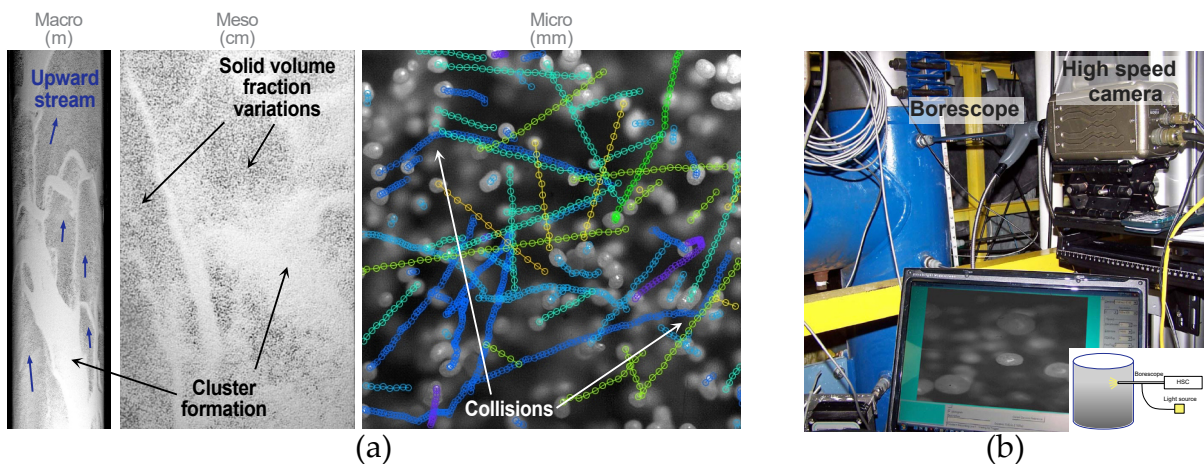 Macro
(m)
Meso
(cm)
Micro
(mm)
Upward
stream
Solid volume
fraction
variations
Cluster
formation
Collisions
(a)
Borescope
High speed
camera
Borescope
HSC
Light source
(b)